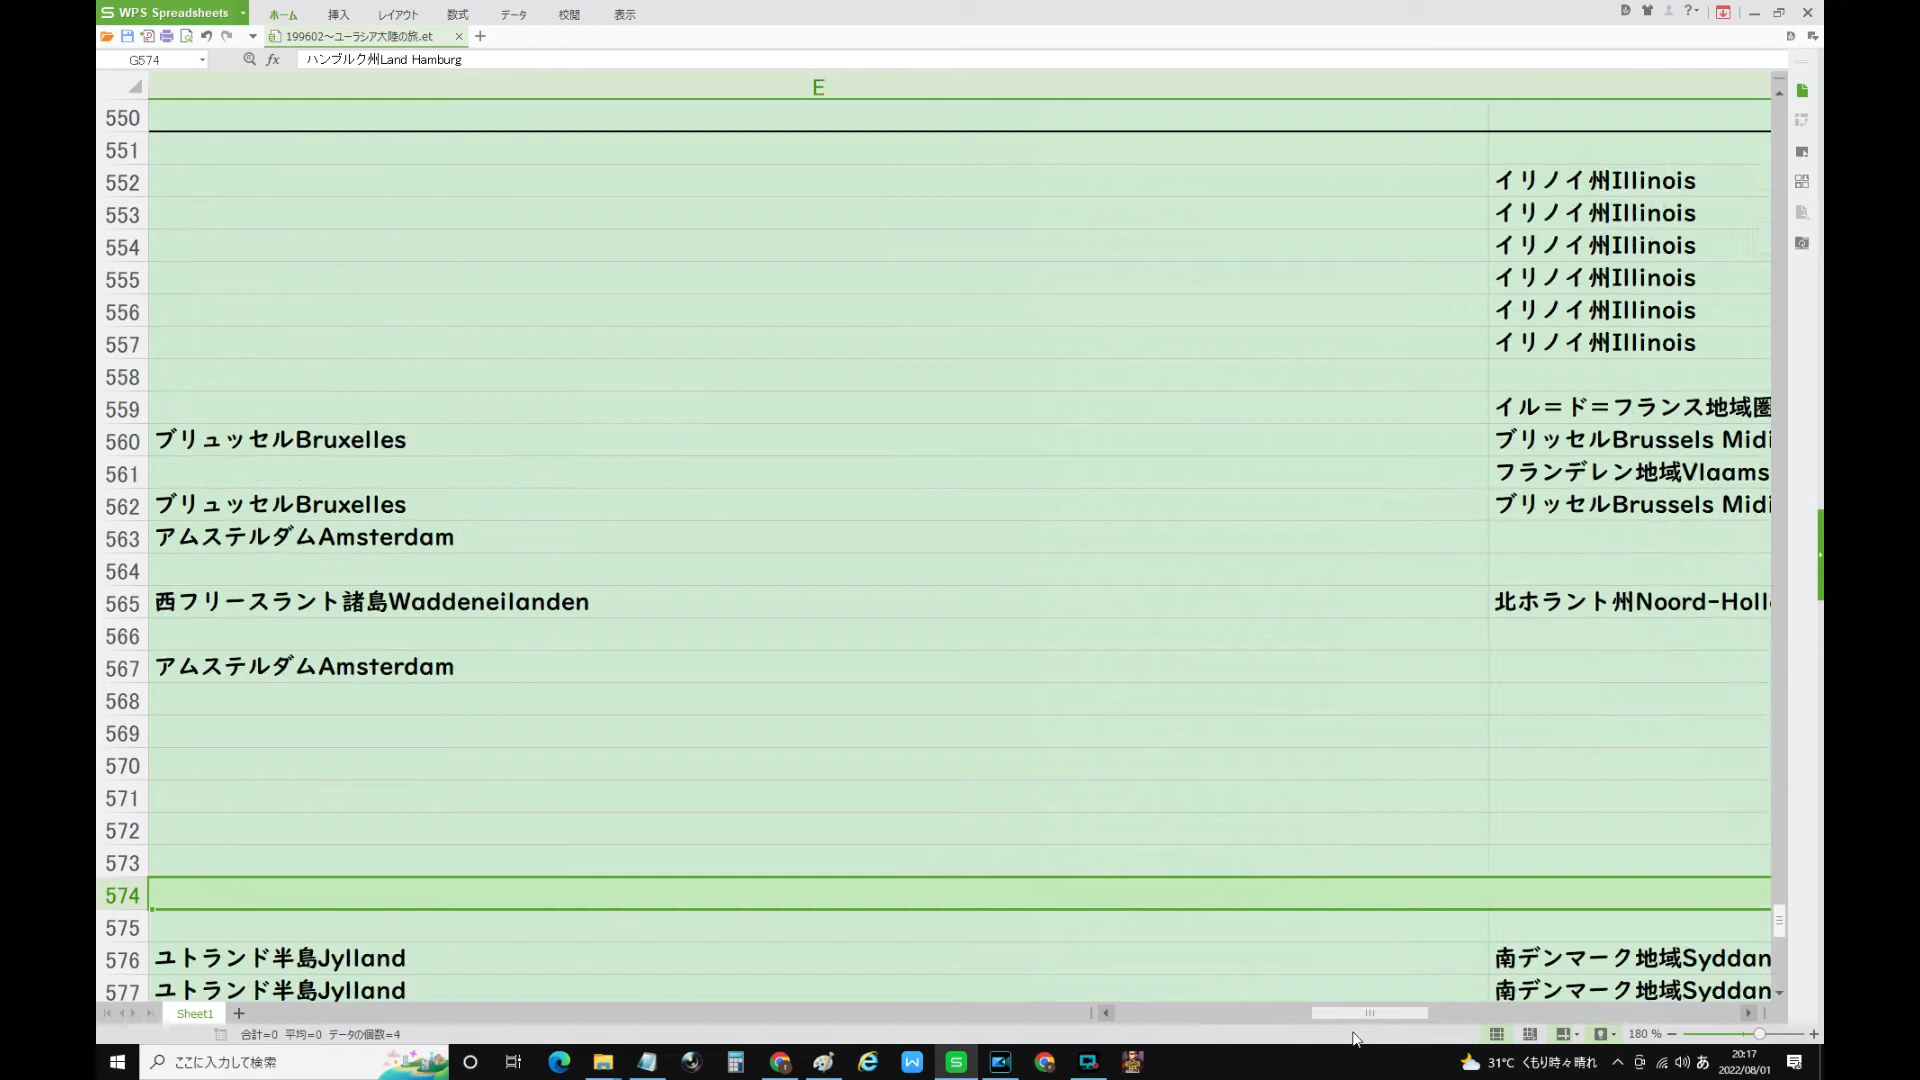 WPS Spreadsheets
ホーム 挿入 レイアウト 数式 データ 校閲 表示
199602～ユーラシア大陸の旅.et
G574 fx ハンブルク州Land Hamburg
E
550
551
552 イリノイ州Illinois
553 イリノイ州Illinois
554 イリノイ州Illinois
555 イリノイ州Illinois
556 イリノイ州Illinois
557 イリノイ州Illinois
558
559 イル＝ド＝フランス地域圏
560 ブリュッセルBruxelles ブリッセルBrussels Midi
561 フランデレン地域Vlaams
562 ブリュッセルBruxelles ブリッセルBrussels Midi
563 アムステルダムAmsterdam
564
565 西フリースラント諸島Waddeneilanden 北ホラント州Noord-Holl
566
567 アムステルダムAmsterdam
568
569
570
571
572
573
574
575
576 ユトランド半島Jylland 南デンマーク地域Syddan
577 ユトランド半島Jylland 南デンマーク地域Syddan
Sheet1
合計=0 平均=0 データの個数=4 180 %
ここに入力して検索 31°C くもり時々晴れ あ 20:17
2022/08/01